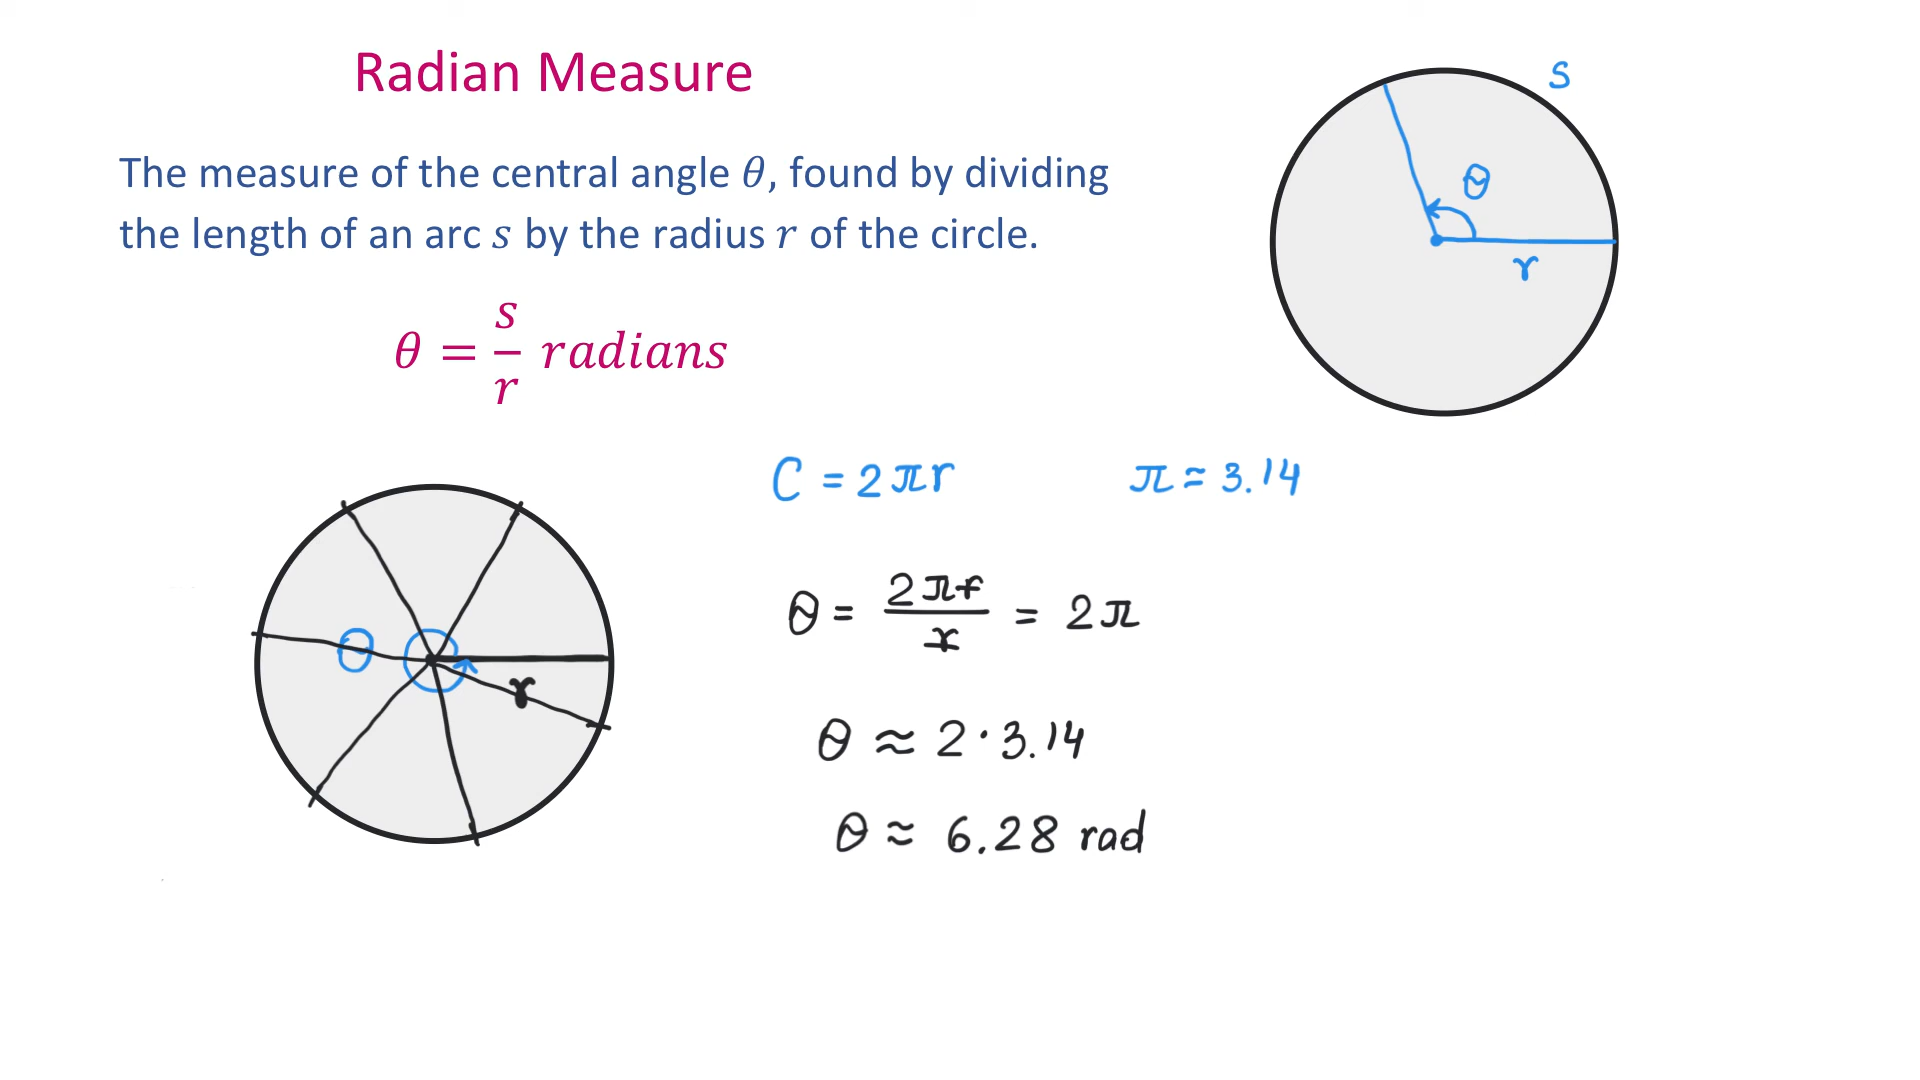 Radian Measure
The measure of the central angle θ, found by dividing
the length of an arc s by the radius r of the circle.
θ = s/r radians
s
θ
r
C = 2πr
π ≈ 3.14
θ
r
θ = 2πr/r = 2π
θ ≈ 2 · 3.14
θ ≈ 6.28 rad